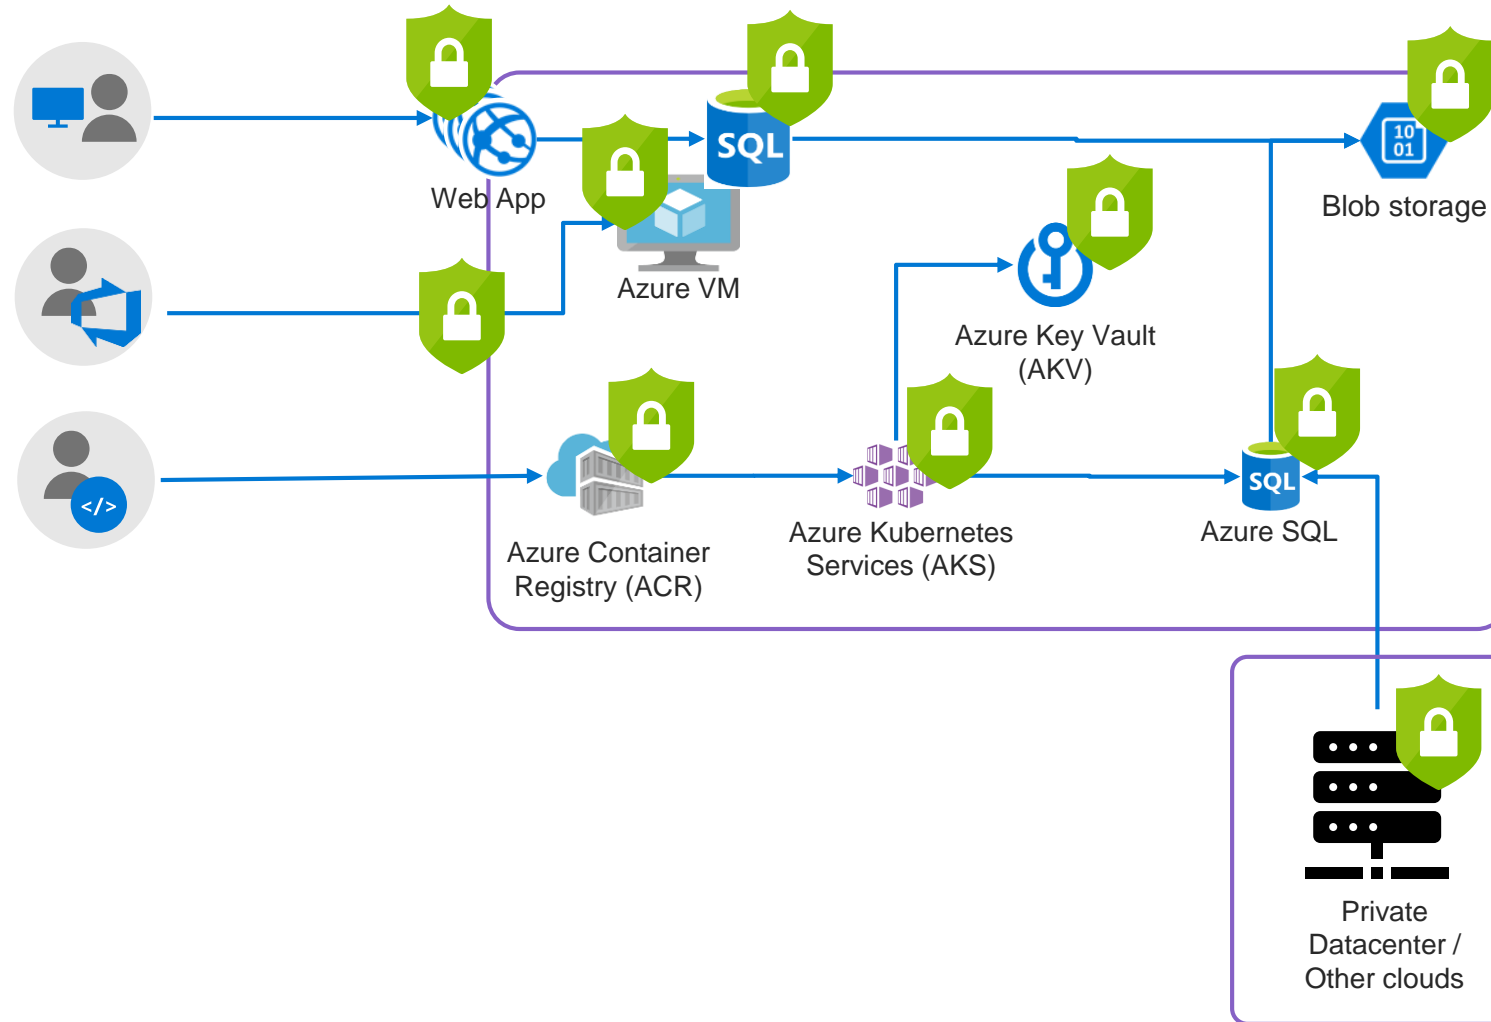 SQL
10
01
Web App
Blob storage
Azure VM
Azure Key Vault
(AKV)
</>
SQL
Azure Container
Registry (ACR)
Azure Kubernetes
Services (AKS)
Azure SQL
Private
Datacenter /
Other clouds